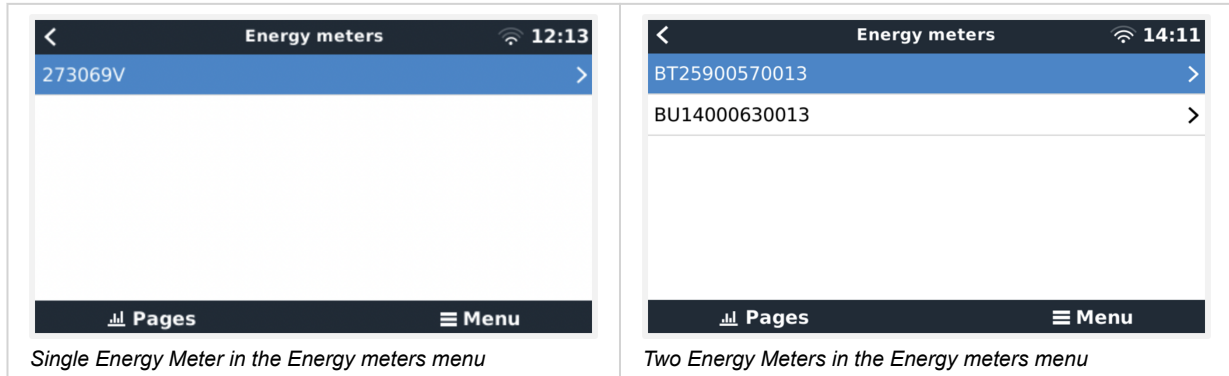 Energy meters 12:13
273069V
Pages Menu
Single Energy Meter in the Energy meters menu
Energy meters 14:11
BT25900570013
BU14000630013
Pages Menu
Two Energy Meters in the Energy meters menu